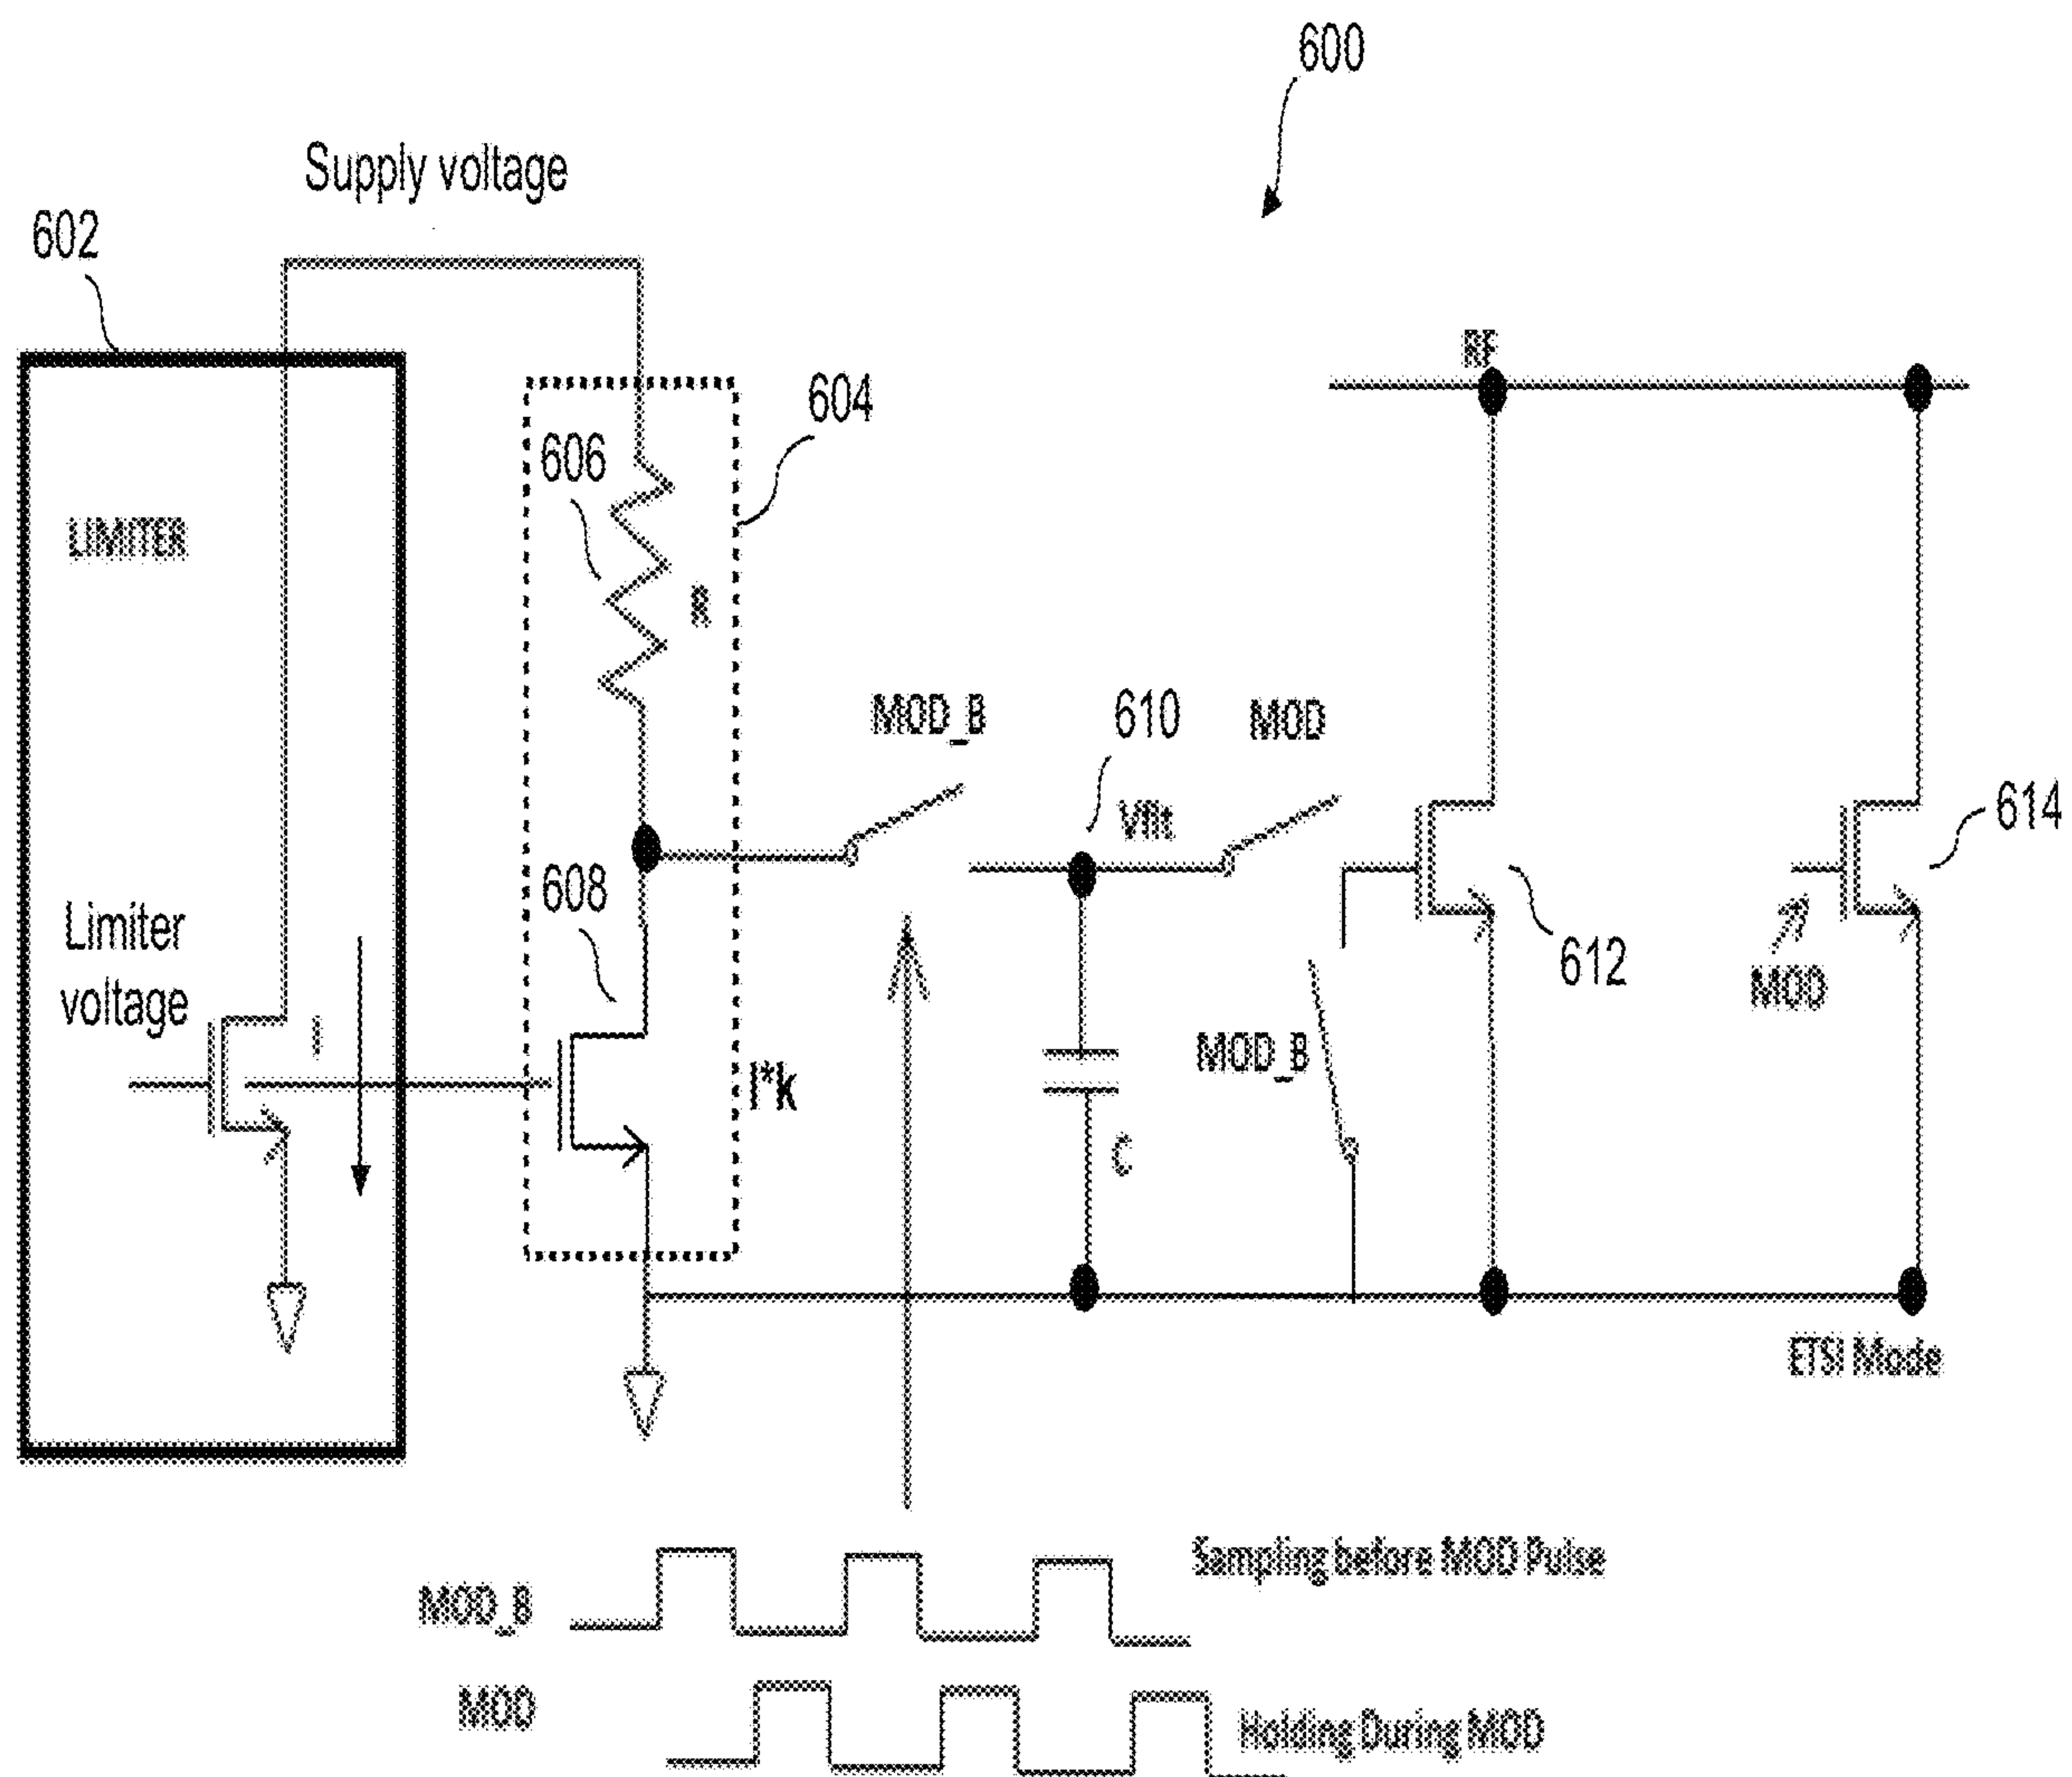 600
Supply voltage
602
RF
604
606
LIMITER
R
MOD_B
610
MOD
Vflt
614
608
Limiter
voltage
612
MOD
I
MOD_B
I*k
C
ETSI Mode
Sampling before MOD Pulse
MOD_B
MOD
Holding During MOD